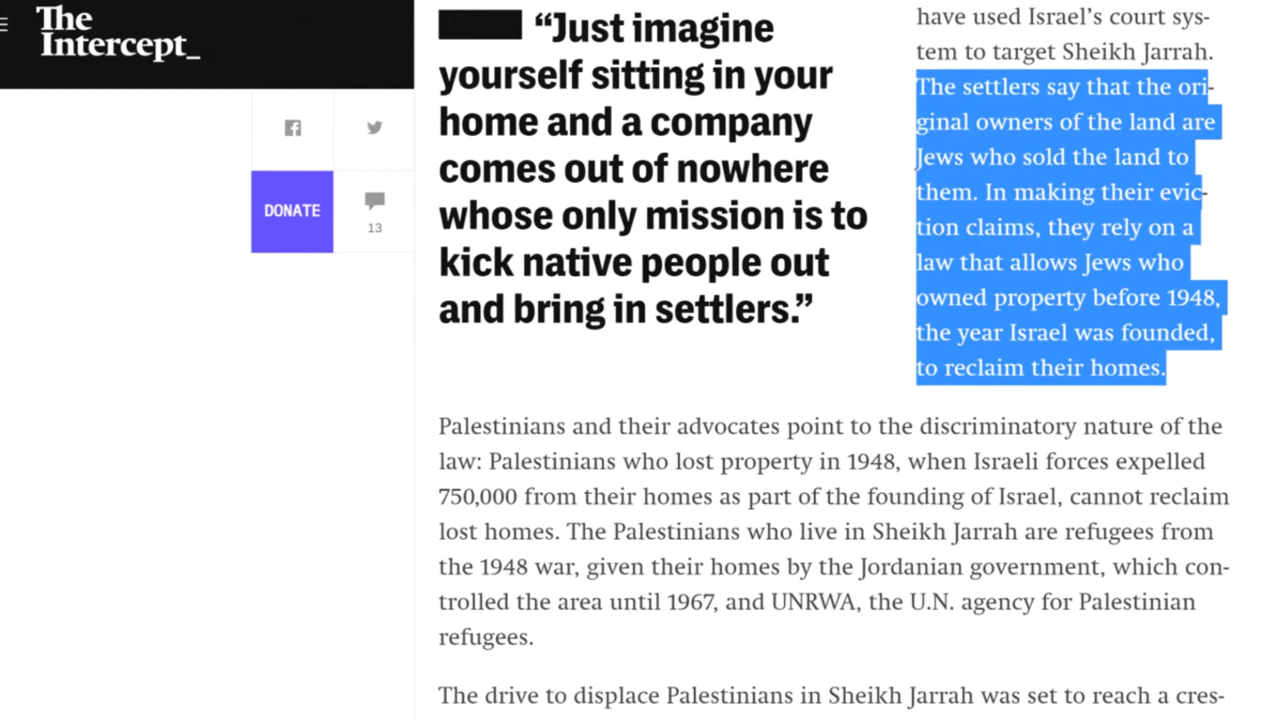 The
Intercept_
DONATE
13
“Just imagine
yourself sitting in your
home and a company
comes out of nowhere
whose only mission is to
kick native people out
and bring in settlers.”
have used Israel’s court sys-
tem to target Sheikh Jarrah.
The settlers say that the ori-
ginal owners of the land are
Jews who sold the land to
them. In making their evic-
tion claims, they rely on a
law that allows Jews who
owned property before 1948,
the year Israel was founded,
to reclaim their homes.
Palestinians and their advocates point to the discriminatory nature of the
law: Palestinians who lost property in 1948, when Israeli forces expelled
750,000 from their homes as part of the founding of Israel, cannot reclaim
lost homes. The Palestinians who live in Sheikh Jarrah are refugees from
the 1948 war, given their homes by the Jordanian government, which con-
trolled the area until 1967, and UNRWA, the U.N. agency for Palestinian
refugees.
The drive to displace Palestinians in Sheikh Jarrah was set to reach a cres-